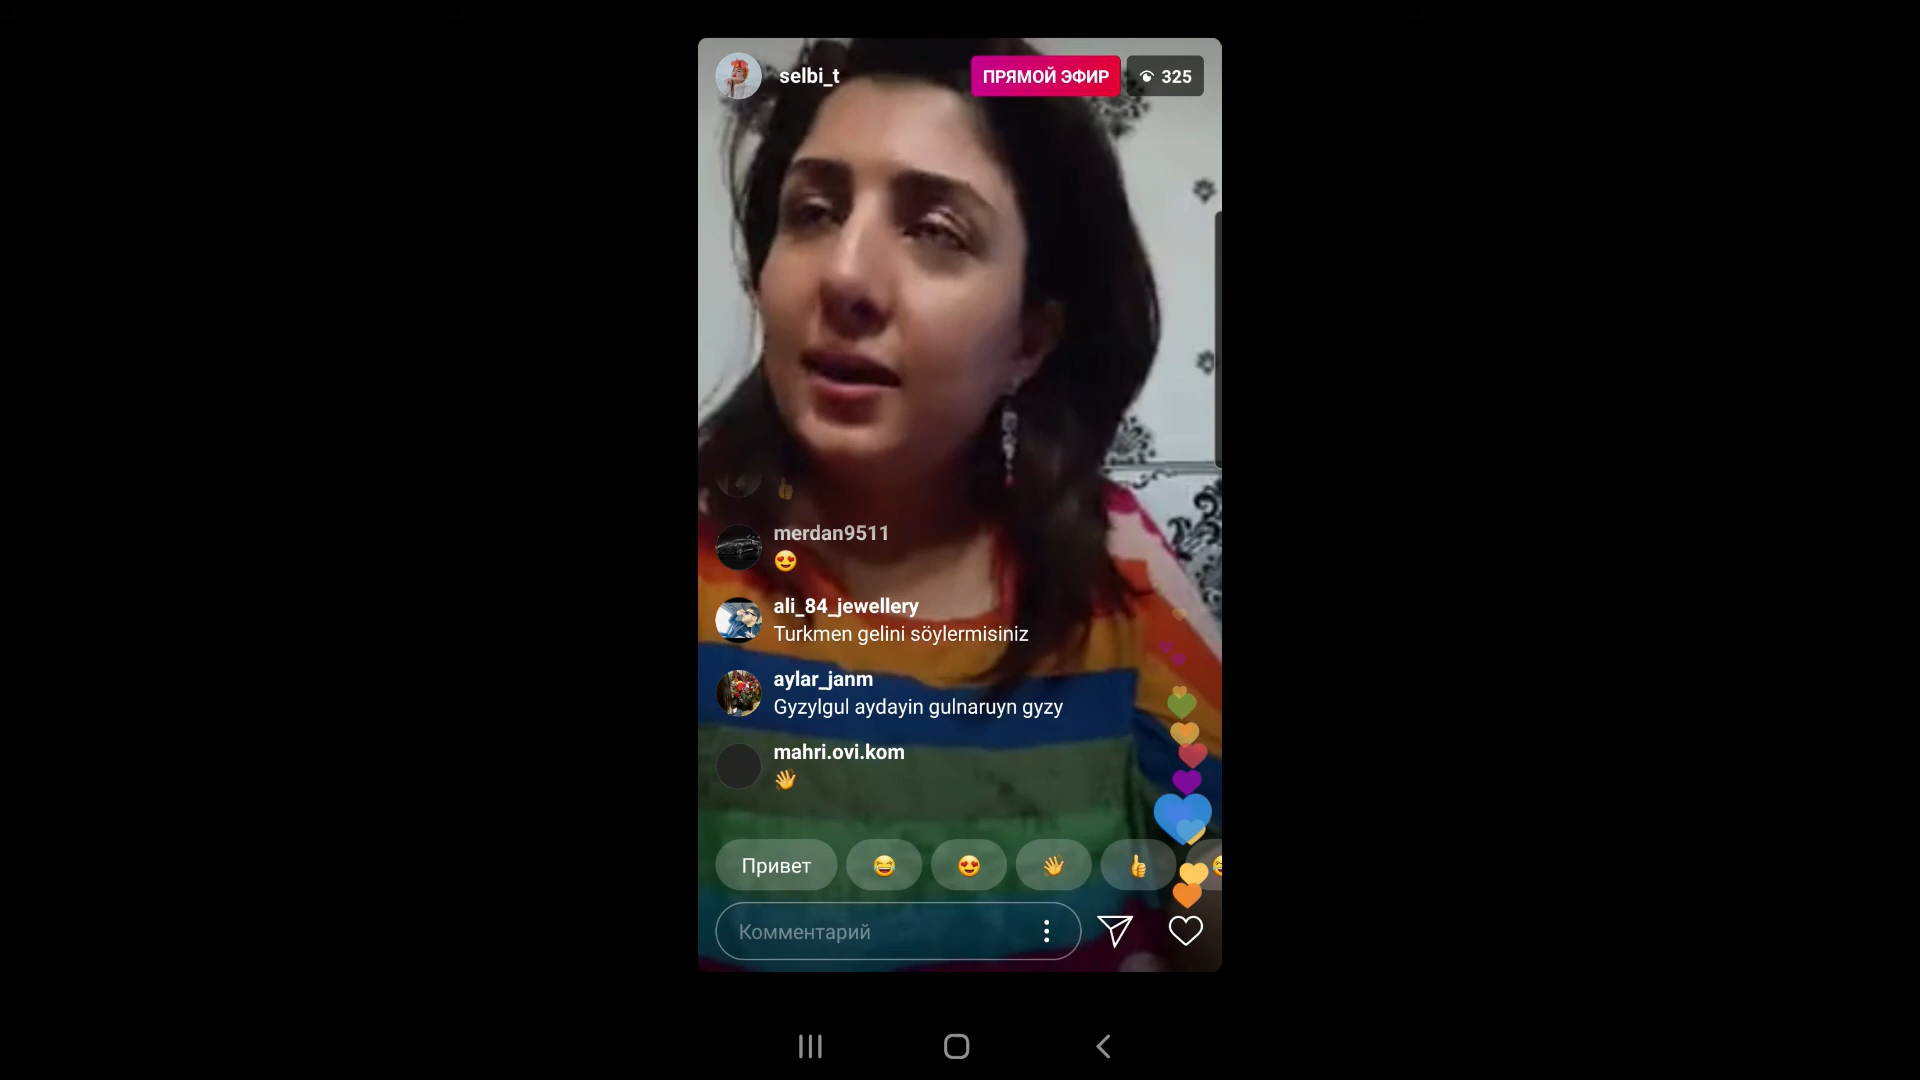 selbi_t
ПРЯМОЙ ЭФИР
325
merdan9511
😍
ali_84_jewellery
Turkmen gelini söylermisiniz
aylar_janm
Gyzylgul aydayin gulnaruyn gyzy
mahri.ovi.kom
👋
Привет
Комментарий